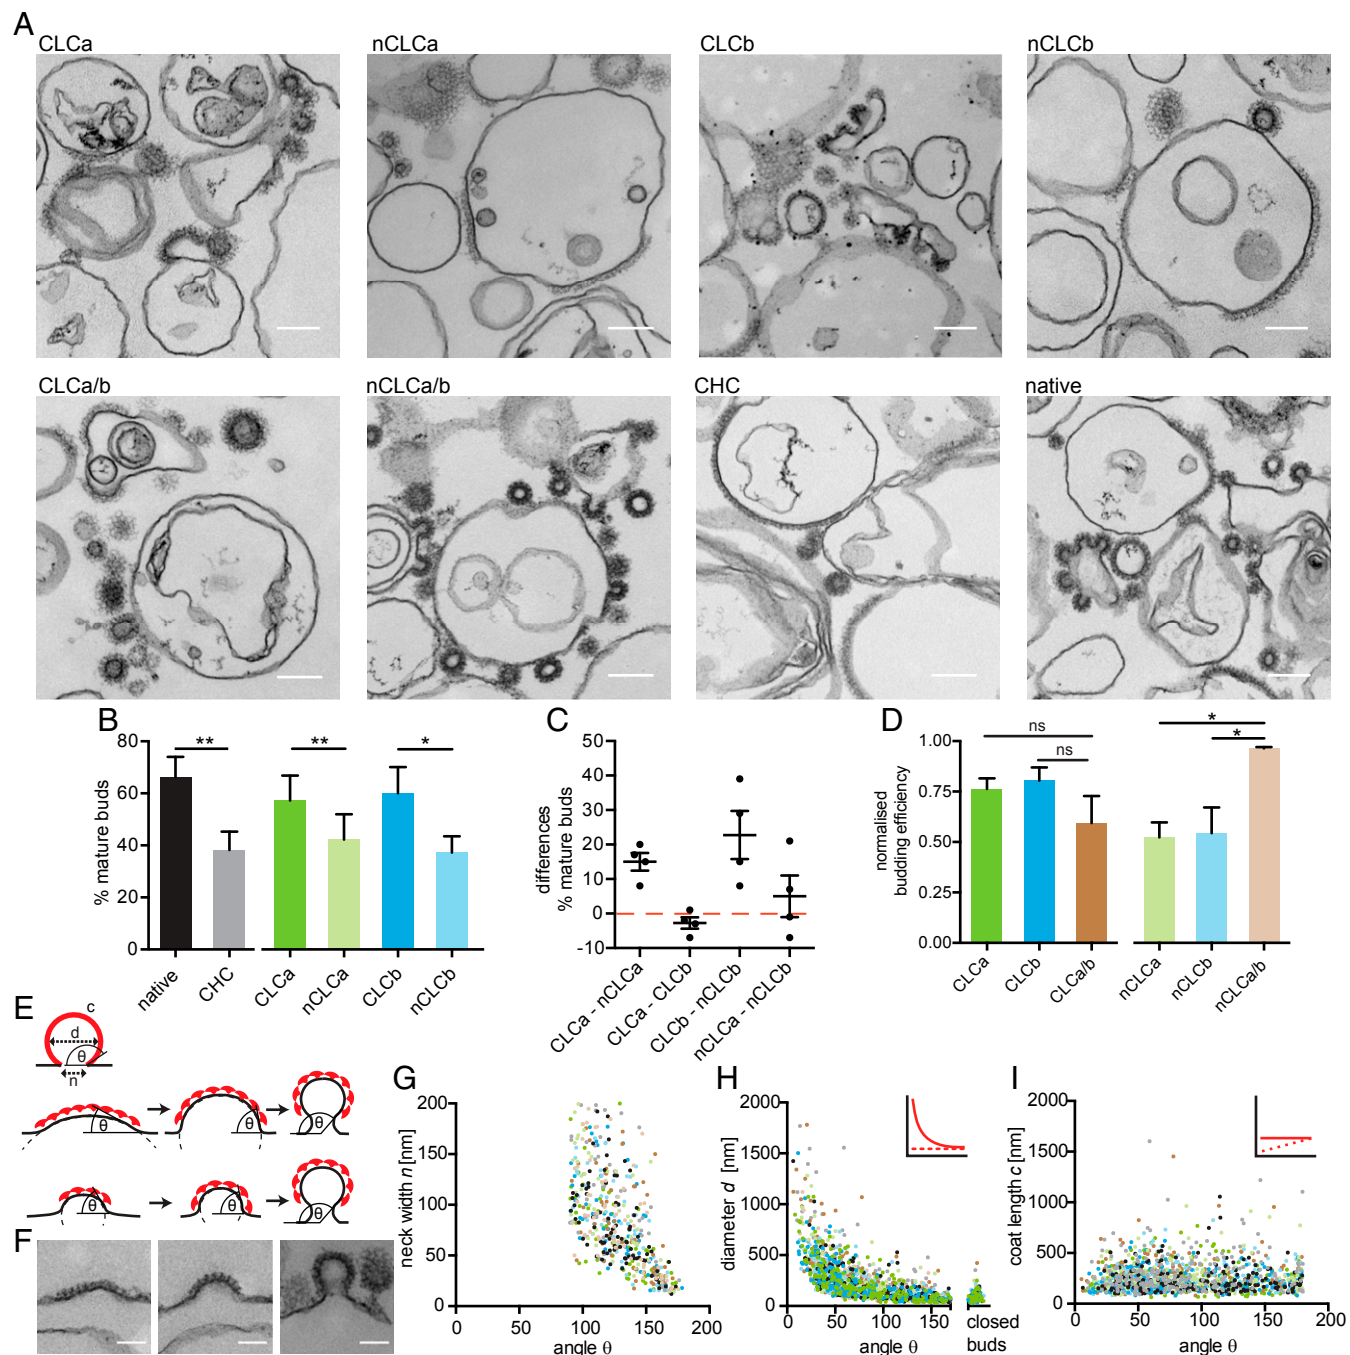 A
CLCa
nCLCa
CLCb
nCLCb
CLCa/b
nCLCa/b
CHC
native
B
% mature buds
80
60
40
20
0
**
**
*
native
CHC
CLCa
nCLCa
CLCb
nCLCb
C
differences
% mature buds
50
40
30
20
10
0
-10
CLCa - nCLCa
CLCa - CLCb
CLCb - nCLCb
nCLCa - nCLCb
D
normalised
budding efficiency
1.00
0.75
0.50
0.25
0.00
ns
ns
*
*
CLCa
CLCb
CLCa/b
nCLCa
nCLCb
nCLCa/b
E
c
d
θ
n
θ
θ
θ
θ
θ
θ
F
G
neck width n [nm]
200
150
100
50
0
0
50
100
150
200
angle θ
H
diameter d [nm]
2000
1500
1000
500
0
0
50
100
150
closed
buds
angle θ
I
coat length c [nm]
2000
1500
1000
500
0
0
50
100
150
200
angle θ